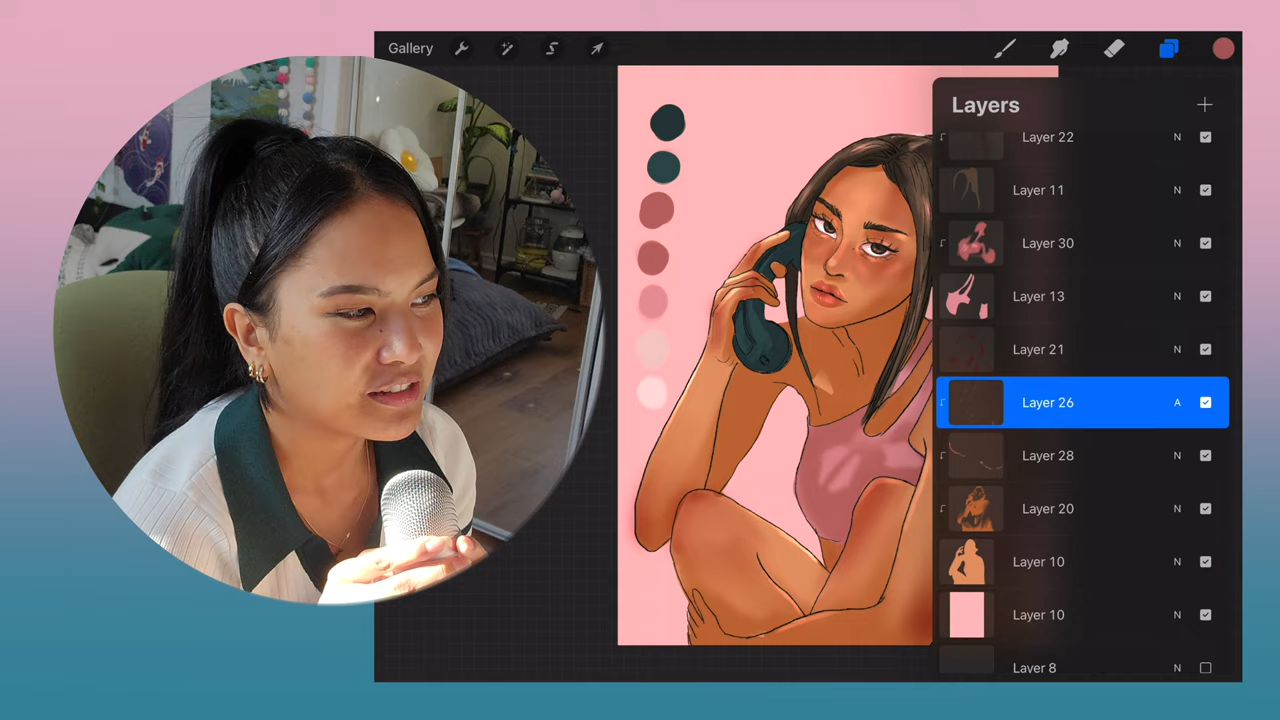 Gallery
Layers
Layer 22 N
Layer 11 N
Layer 30 N
Layer 13 N
Layer 21 N
Layer 26 A
Layer 28 N
Layer 20 N
Layer 10 N
Layer 10 N
Layer 8 N